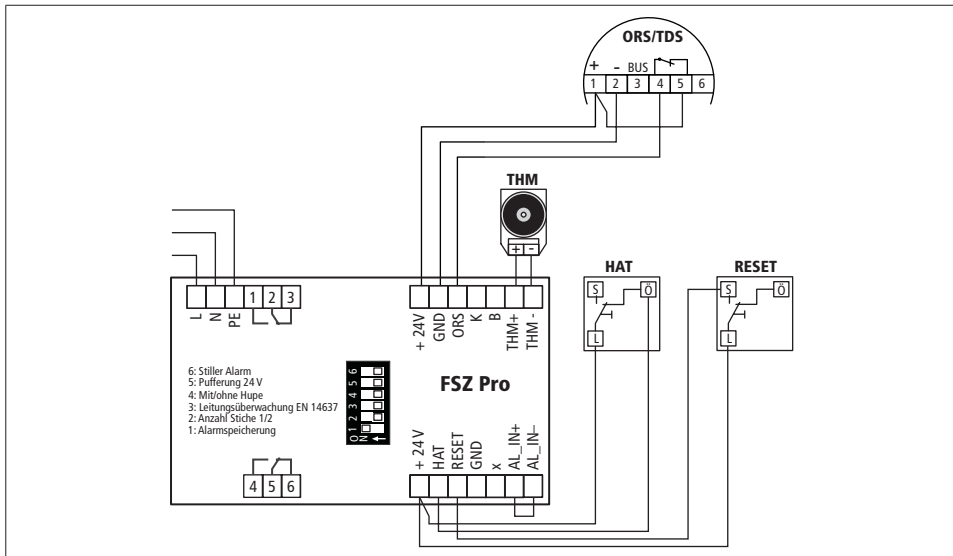 ORS/TDS
+ - BUS
1 2 3 4 5 6
THM
+ -
HAT
S Ö
L
RESET
S Ö
L
L N PE 1 2 3
+ 24V GND ORS K B THM+ THM -
6: Stiller Alarm
5: Pufferung 24 V
4: Mit/ohne Hupe
3: Leitungsüberwachung EN 14637
2: Anzahl Stiche 1/2
1: Alarmspeicherung
ON 1 2 3 4 5 6
FSZ Pro
4 5 6
+ 24 V HAT RESET GND x AL_IN+ AL_IN–